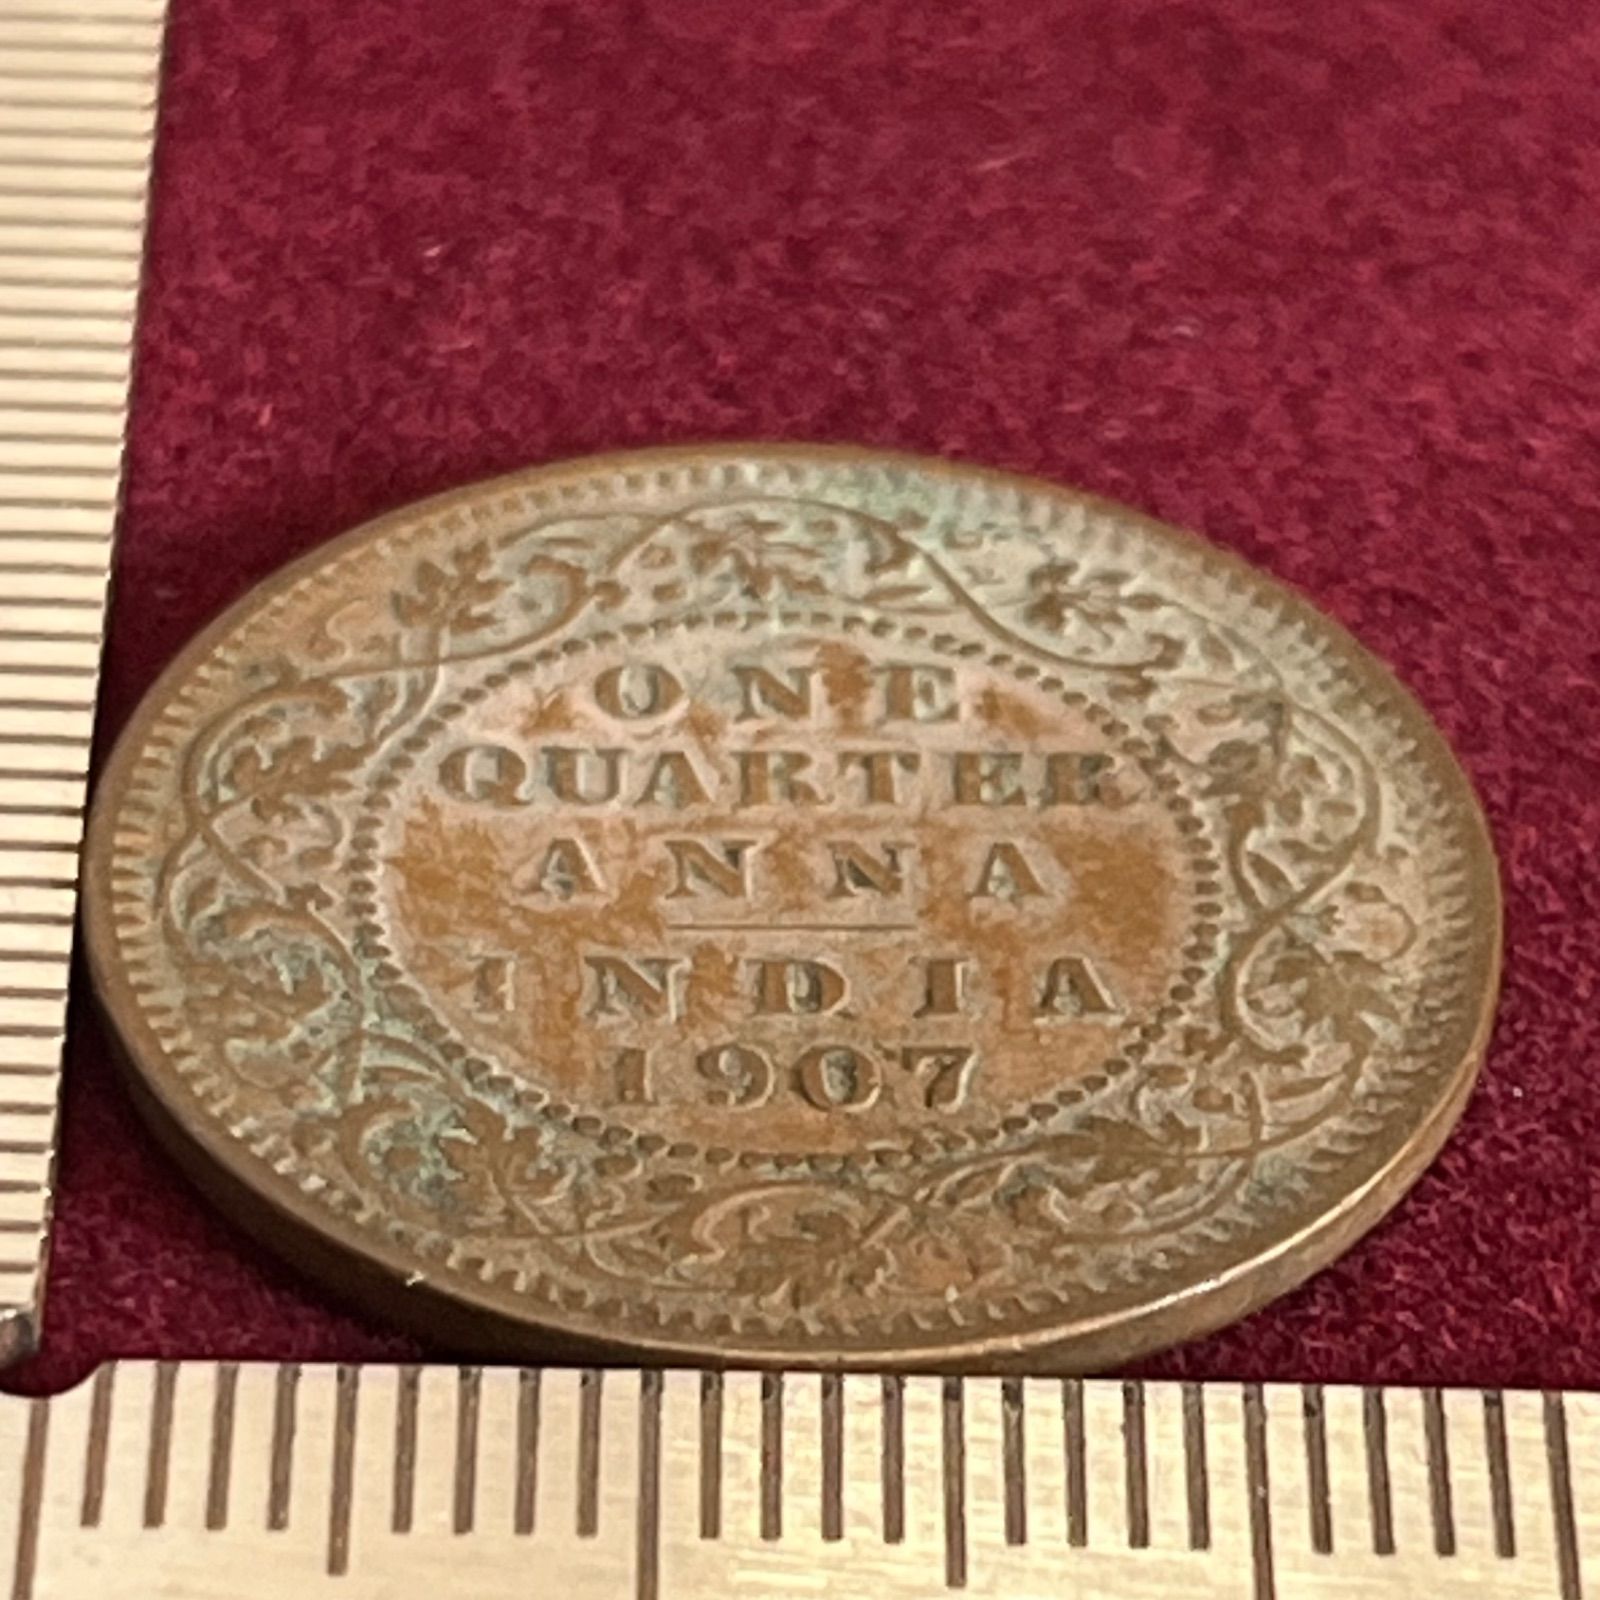 ONE
QUARTER
ANNA
INDIA
1907